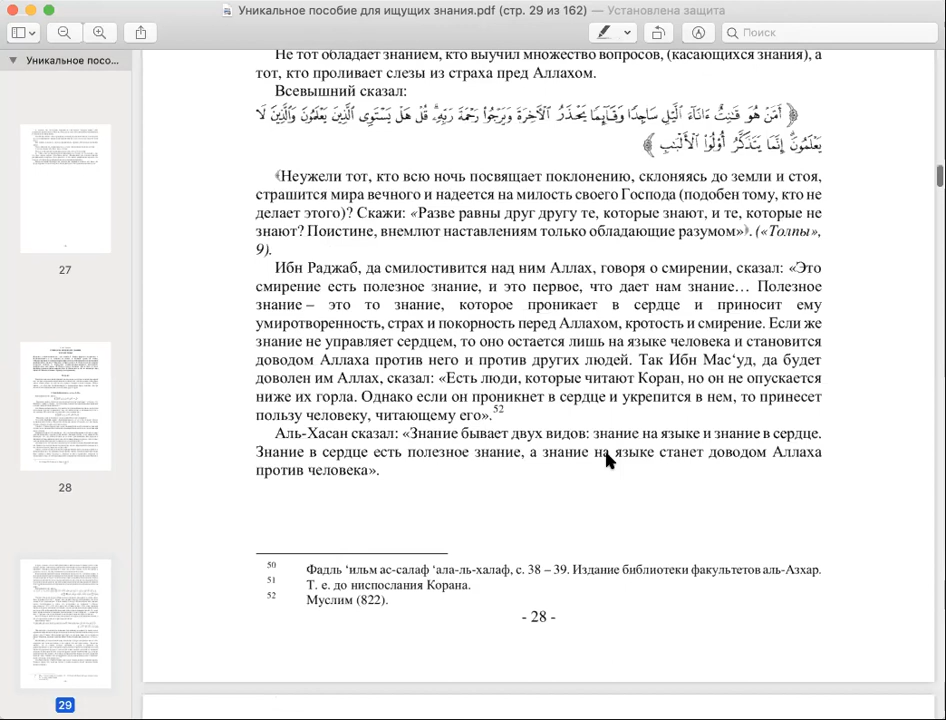 Уникальное пособие для ищущих знания.pdf (стр. 29 из 162) — Установлена защита
Поиск
Уникальное посо...
27
28
29
Не тот обладает знанием, кто выучил множество вопросов, (касающихся знания), а
тот, кто проливает слезы из страха пред Аллахом.
Всевышний сказал:
﴿ أَمَّنْ هُوَ قَـٰنِتٌ ءَانَآءَ ٱلَّيْلِ سَاجِدًا وَقَآئِمًا يَحْذَرُ ٱلْـَٔاخِرَةَ وَيَرْجُوا۟ رَحْمَةَ رَبِّهِۦ ۗ قُلْ هَلْ يَسْتَوِى ٱلَّذِينَ يَعْلَمُونَ وَٱلَّذِينَ لَا
يَعْلَمُونَ ۗ إِنَّمَا يَتَذَكَّرُ أُو۟لُوا۟ ٱلْأَلْبَـٰبِ ﴾
﴾Неужели тот, кто всю ночь посвящает поклонению, склоняясь до земли и стоя,
страшится мира вечного и надеется на милость своего Господа (подобен тому, кто не
делает этого)? Скажи: «Разве равны друг другу те, которые знают, и те, которые не
знают? Поистине, внемлют наставлениям только обладающие разумом»﴿. («Толпы»,
9).
Ибн Раджаб, да смилостивится над ним Аллах, говоря о смирении, сказал: «Это
смирение есть полезное знание, и это первое, что дает нам знание… Полезное
знание – это то знание, которое проникает в сердце и приносит ему
умиротворенность, страх и покорность перед Аллахом, кротость и смирение. Если же
знание не управляет сердцем, то оно остается лишь на языке человека и становится
доводом Аллаха против него и против других людей. Так Ибн Мас‘уд, да будет
доволен им Аллах, сказал: «Есть люди, которые читают Коран, но он не опускается
ниже их горла. Однако если он проникнет в сердце и укрепится в нем, то принесет
пользу человеку, читающему его».52
Аль-Хасан сказал: «Знание бывает двух видов: знание на языке и знание в сердце.
Знание в сердце есть полезное знание, а знание на языке станет доводом Аллаха
против человека».
50 Фадль ‘ильм ас-салаф ‘ала-ль-халаф, с. 38 – 39. Издание библиотеки факультетов аль-Азхар.
51 Т. е. до ниспослания Корана.
52 Муслим (822).
- 28 -